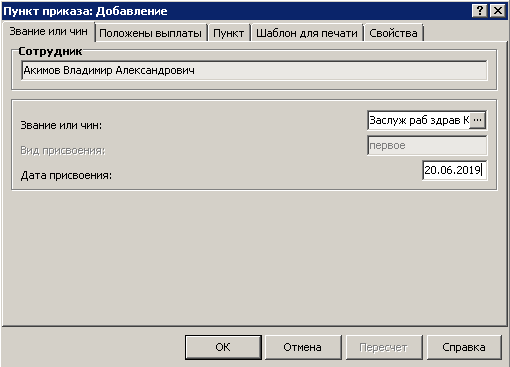 Пункт приказа: Добавление
Звание или чин Положены выплаты Пункт Шаблон для печати Свойства
Сотрудник
Акимов Владимир Александрович
Звание или чин: Заслуж раб здрав К ...
Вид присвоения: первое
Дата присвоения: 20.06.2019
ОК Отмена Пересчет Справка